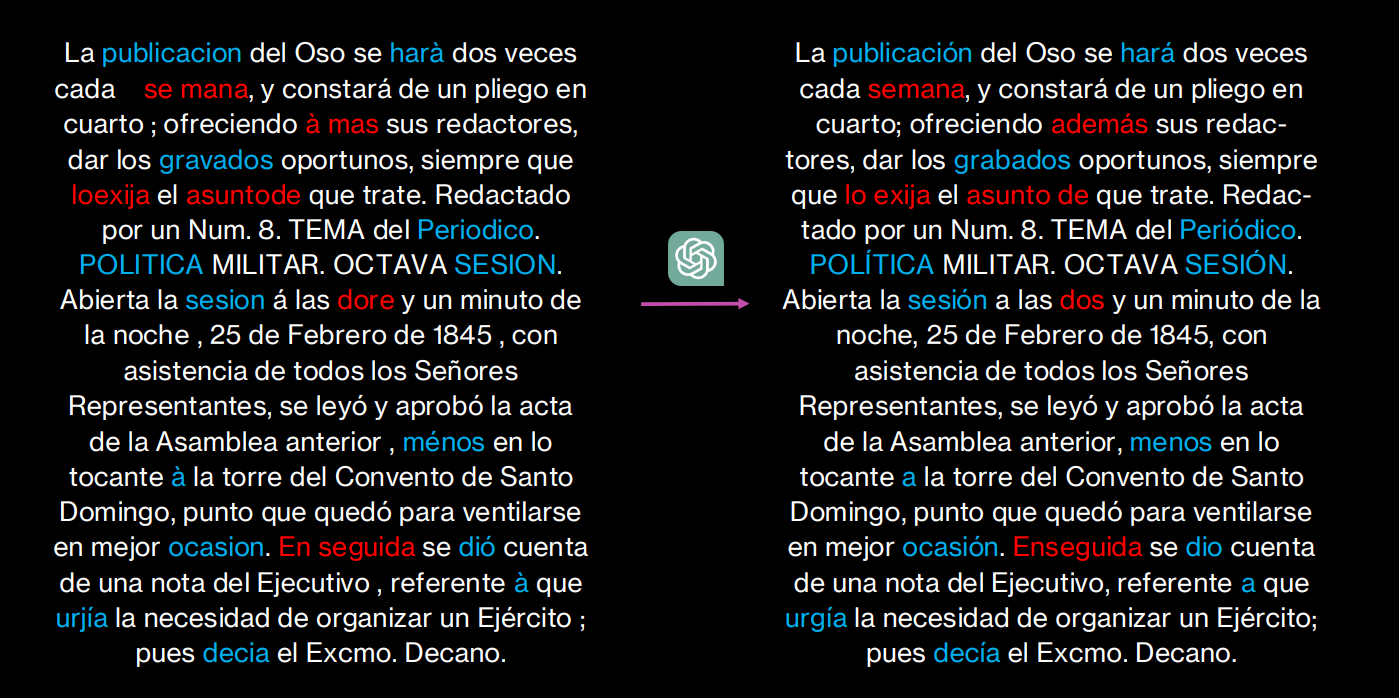 La publicacion del Oso se harà dos veces
cada se mana, y constará de un pliego en
cuarto ; ofreciendo à mas sus redactores,
dar los gravados oportunos, siempre que
loexija el asuntode que trate. Redactado
por un Num. 8. TEMA del Periodico.
POLITICA MILITAR. OCTAVA SESION.
Abierta la sesion á las dore y un minuto de
la noche , 25 de Febrero de 1845 , con
asistencia de todos los Señores
Representantes, se leyó y aprobó la acta
de la Asamblea anterior , ménos en lo
tocante à la torre del Convento de Santo
Domingo, punto que quedó para ventilarse
en mejor ocasion. En seguida se dió cuenta
de una nota del Ejecutivo , referente à que
urjía la necesidad de organizar un Ejército ;
pues decia el Excmo. Decano.
La publicación del Oso se hará dos veces
cada semana, y constará de un pliego en
cuarto; ofreciendo además sus redac-
tores, dar los grabados oportunos, siempre
que lo exija el asunto de que trate. Redac-
tado por un Num. 8. TEMA del Periódico.
POLÍTICA MILITAR. OCTAVA SESIÓN.
Abierta la sesión a las dos y un minuto de la
noche, 25 de Febrero de 1845, con
asistencia de todos los Señores
Representantes, se leyó y aprobó la acta
de la Asamblea anterior, menos en lo
tocante a la torre del Convento de Santo
Domingo, punto que quedó para ventilarse
en mejor ocasión. Enseguida se dio cuenta
de una nota del Ejecutivo, referente a que
urgía la necesidad de organizar un Ejército;
pues decía el Excmo. Decano.